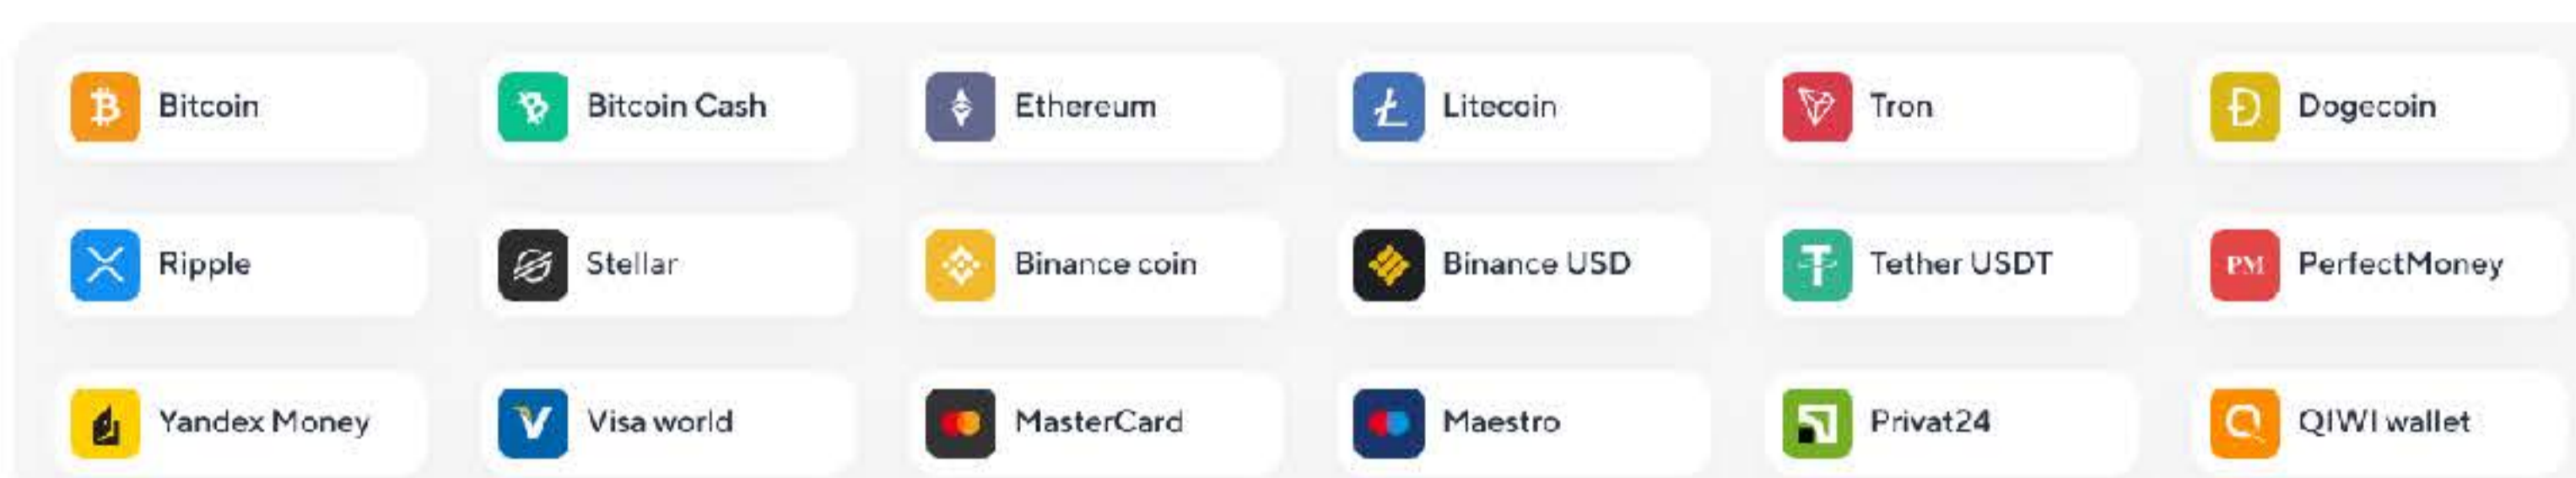 Bitcoin Bitcoin Cash Ethereum Litecoin Tron Dogecoin
Ripple Stellar Binance coin Binance USD Tether USDT PM PerfectMoney
Yandex Money Visa world MasterCard Maestro Privat24 QIWI wallet